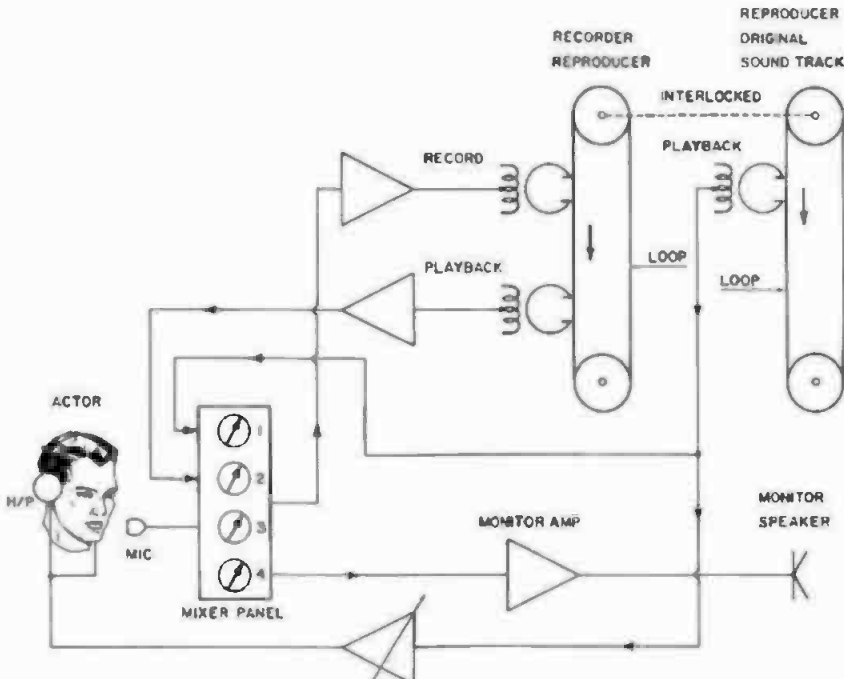 REPRODUCER
ORIGINAL
SOUND TRACK
RECORDER
REPRODUCER
INTERLOCKED
PLAYBACK
RECORD
LOOP
PLAYBACK
LOOP
ACTOR
1
2
H/P
3
MIC
4
MIXER PANEL
MONITOR AMP
MONITOR
SPEAKER